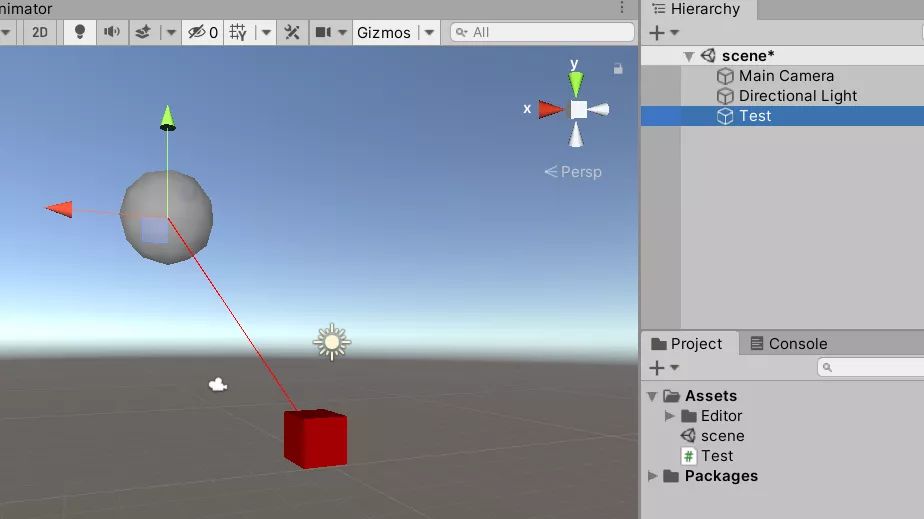 nimator
2D
0
Gizmos
All
y
x
Persp
Hierarchy
scene*
Main Camera
Directional Light
Test
Project
Console
Assets
Editor
scene
# Test
Packages